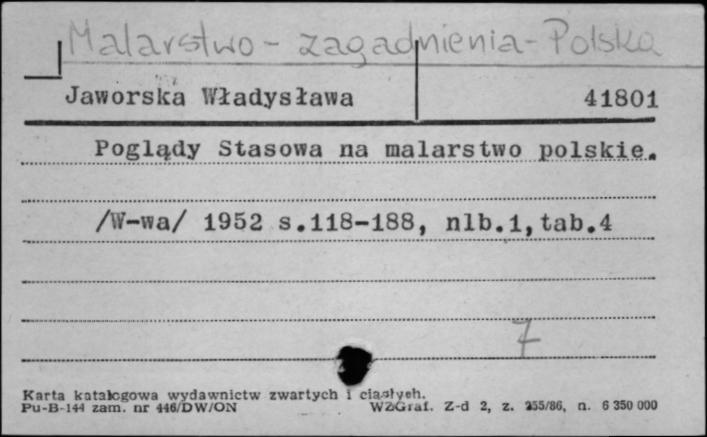 Malarstwo - zagadnienia - Polska
Jaworska Władysława 41801
Poglądy Stasowa na malarstwo polskie.
/W-wa/ 1952 s.118-188, nlb.1,tab.4
7
Karta katalogowa wydawnictw zwartych i ciągłych.
Pu-B-144 zam. nr 446/DW/ON WZGraf. Z-d 2, z. 255/86, n. 6 350 000